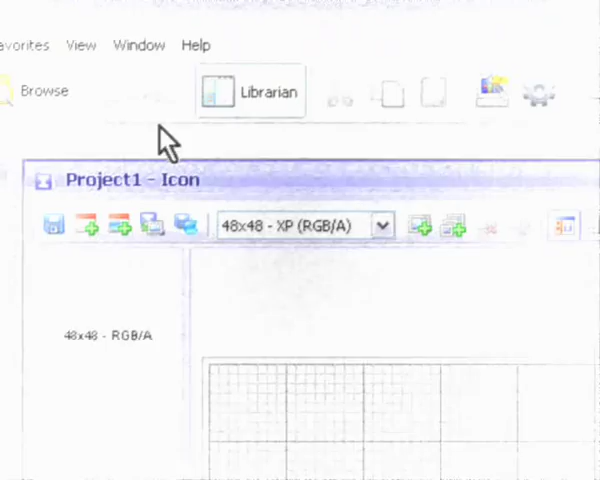 avorites View Window Help
Browse Librarian
Project1 - Icon
48x48 - XP (RGB/A)
48x48 - RGB/A